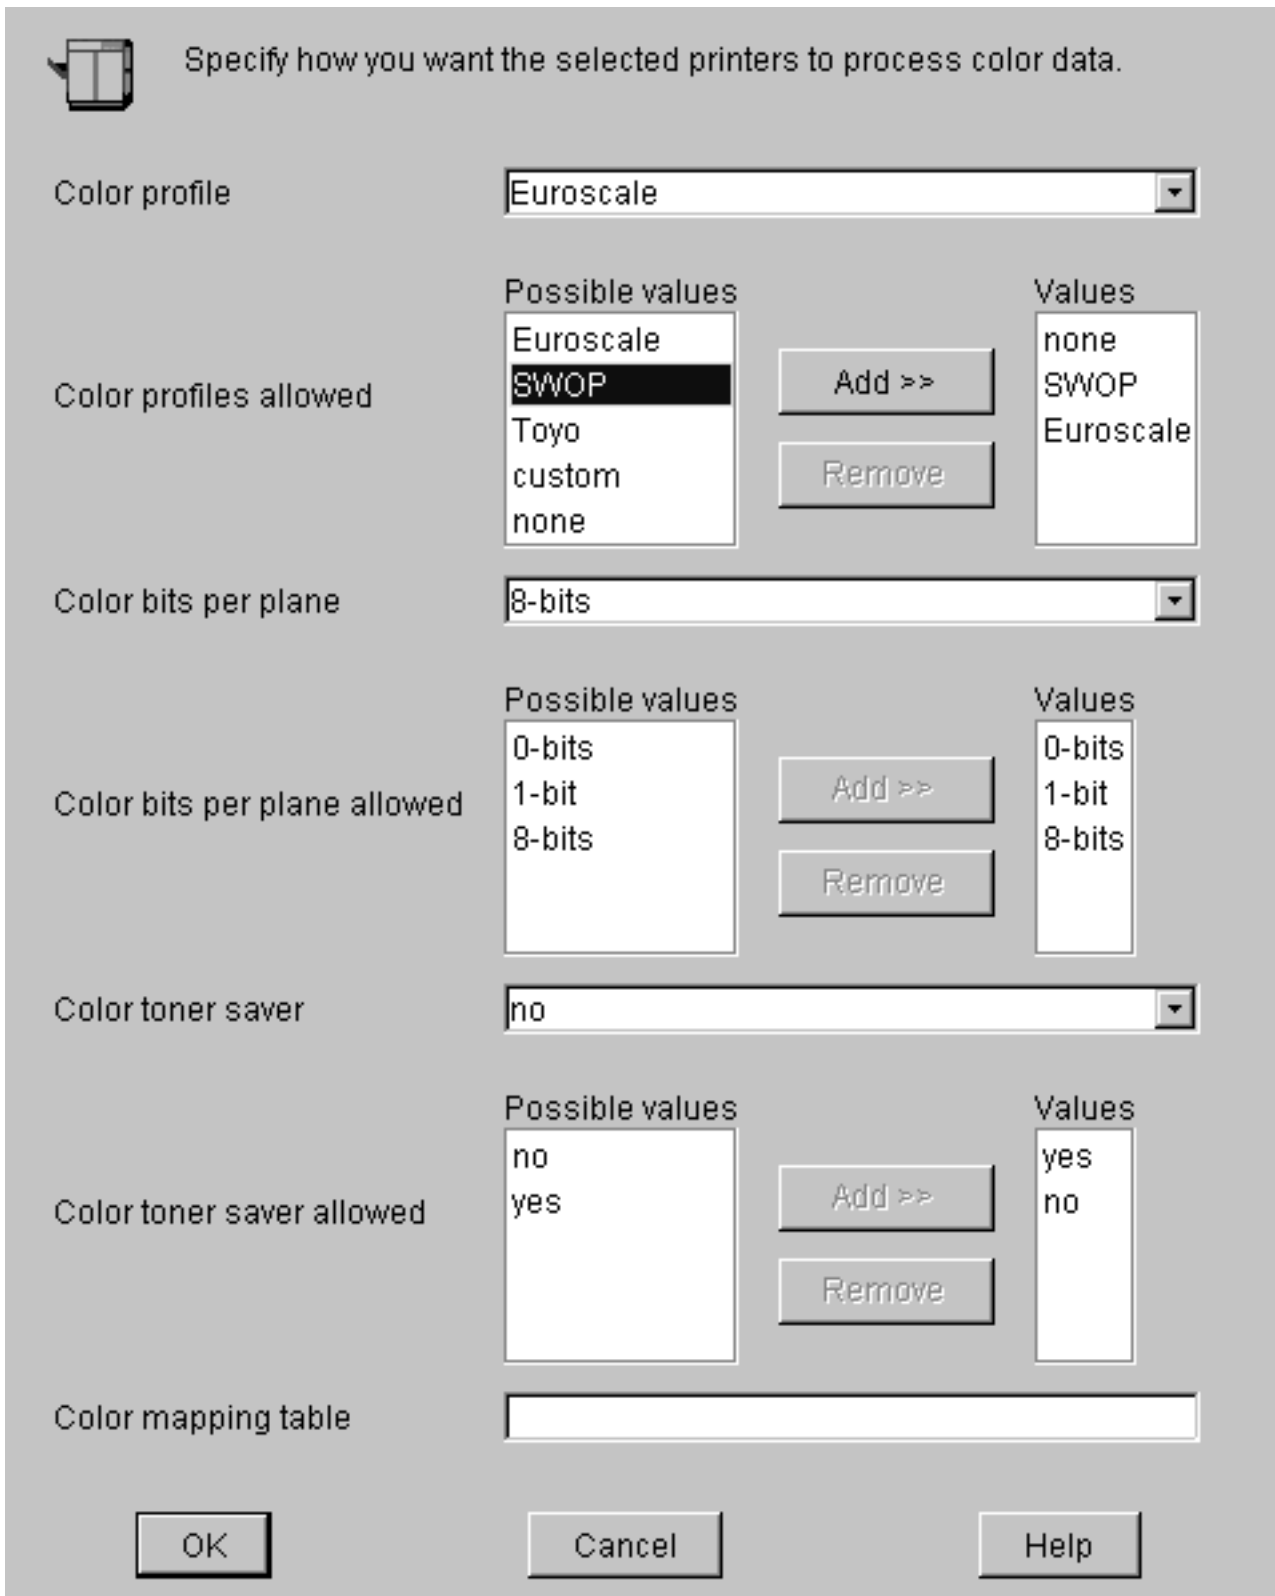 Specify how you want the selected printers to process color data.
Color profile
Euroscale
Possible values
Values
Color profiles allowed
Euroscale
SWOP
Toyo
custom
none
Add >>
Remove
none
SWOP
Euroscale
Color bits per plane
8-bits
Possible values
Values
Color bits per plane allowed
0-bits
1-bit
8-bits
Add >>
Remove
0-bits
1-bit
8-bits
Color toner saver
no
Possible values
Values
Color toner saver allowed
no
yes
Add >>
Remove
yes
no
Color mapping table
OK
Cancel
Help